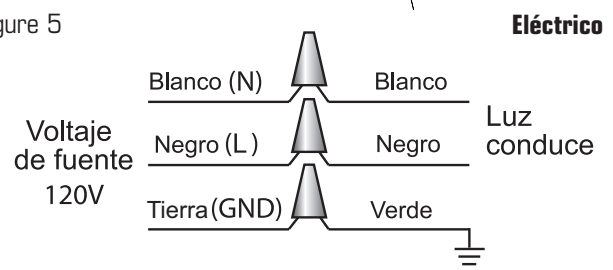 gure 5
Eléctrico
Blanco (N) Blanco
Voltaje
de fuente
120V
Negro (L) Negro
Luz
conduce
Tierra (GND) Verde